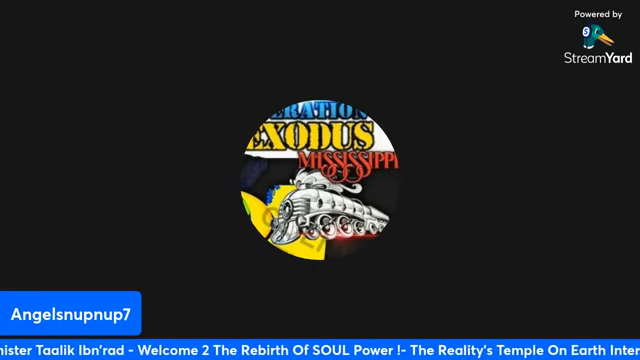 Powered by
StreamYard
ERATION
EXODUS
MISSISSIPPI
Angelsnupnup7
nister Taalik Ibn'rad - Welcome 2 The Rebirth Of SOUL Power !- The Reality's Temple On Earth Inter